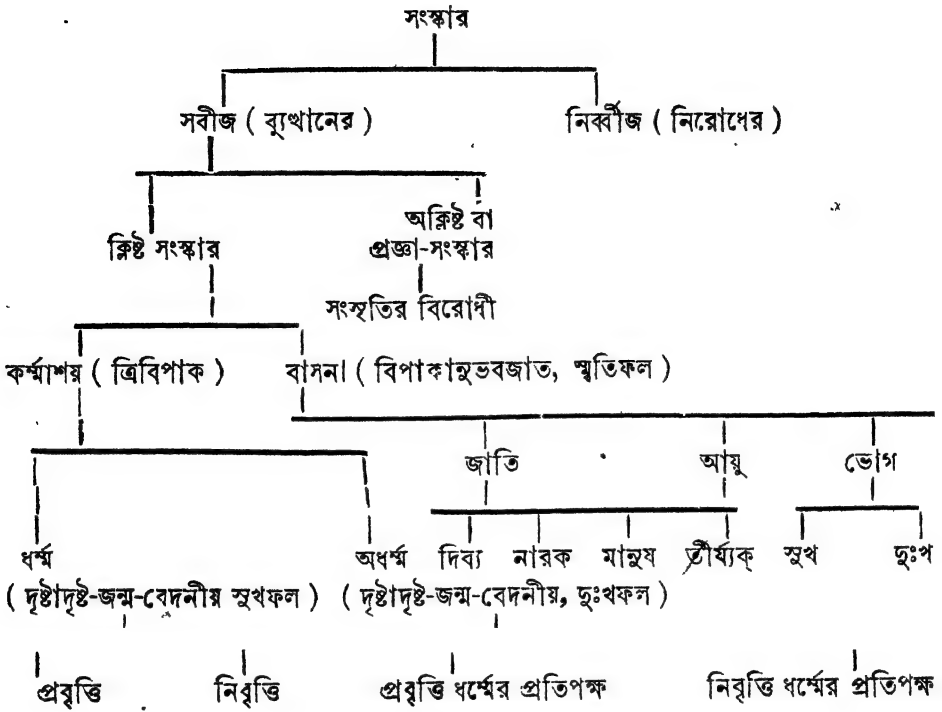 সংস্কার
সবীজ ( ব্যুত্থানের ) নির্ব্বীজ ( নিরোধের )
অক্লিষ্ট বা
ক্লিষ্ট সংস্কার প্রজ্ঞা-সংস্কার
সংসৃতির বিরোধী
কর্ম্মাশয় ( ত্রিবিপাক ) বাসনা ( বিপাকানুভবজাত, স্মৃতিফল )
জাতি আয়ু ভোগ
ধর্ম্ম অধর্ম্ম দিব্য নারক মানুষ তীর্য্যক্ সুখ দুঃখ
( দৃষ্টাদৃষ্ট-জন্ম-বেদনীয় সুখফল ) ( দৃষ্টাদৃষ্ট-জন্ম-বেদনীয়, দুঃখফল )
প্রবৃত্তি নিবৃত্তি প্রবৃত্তি ধর্ম্মের প্রতিপক্ষ নিবৃত্তি ধর্ম্মের প্রতিপক্ষ